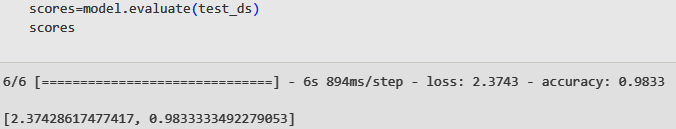 scores=model.evaluate(test_ds)
scores
6/6 [==============================] - 6s 894ms/step - loss: 2.3743 - accuracy: 0.9833
[2.37428617477417, 0.9833333492279053]